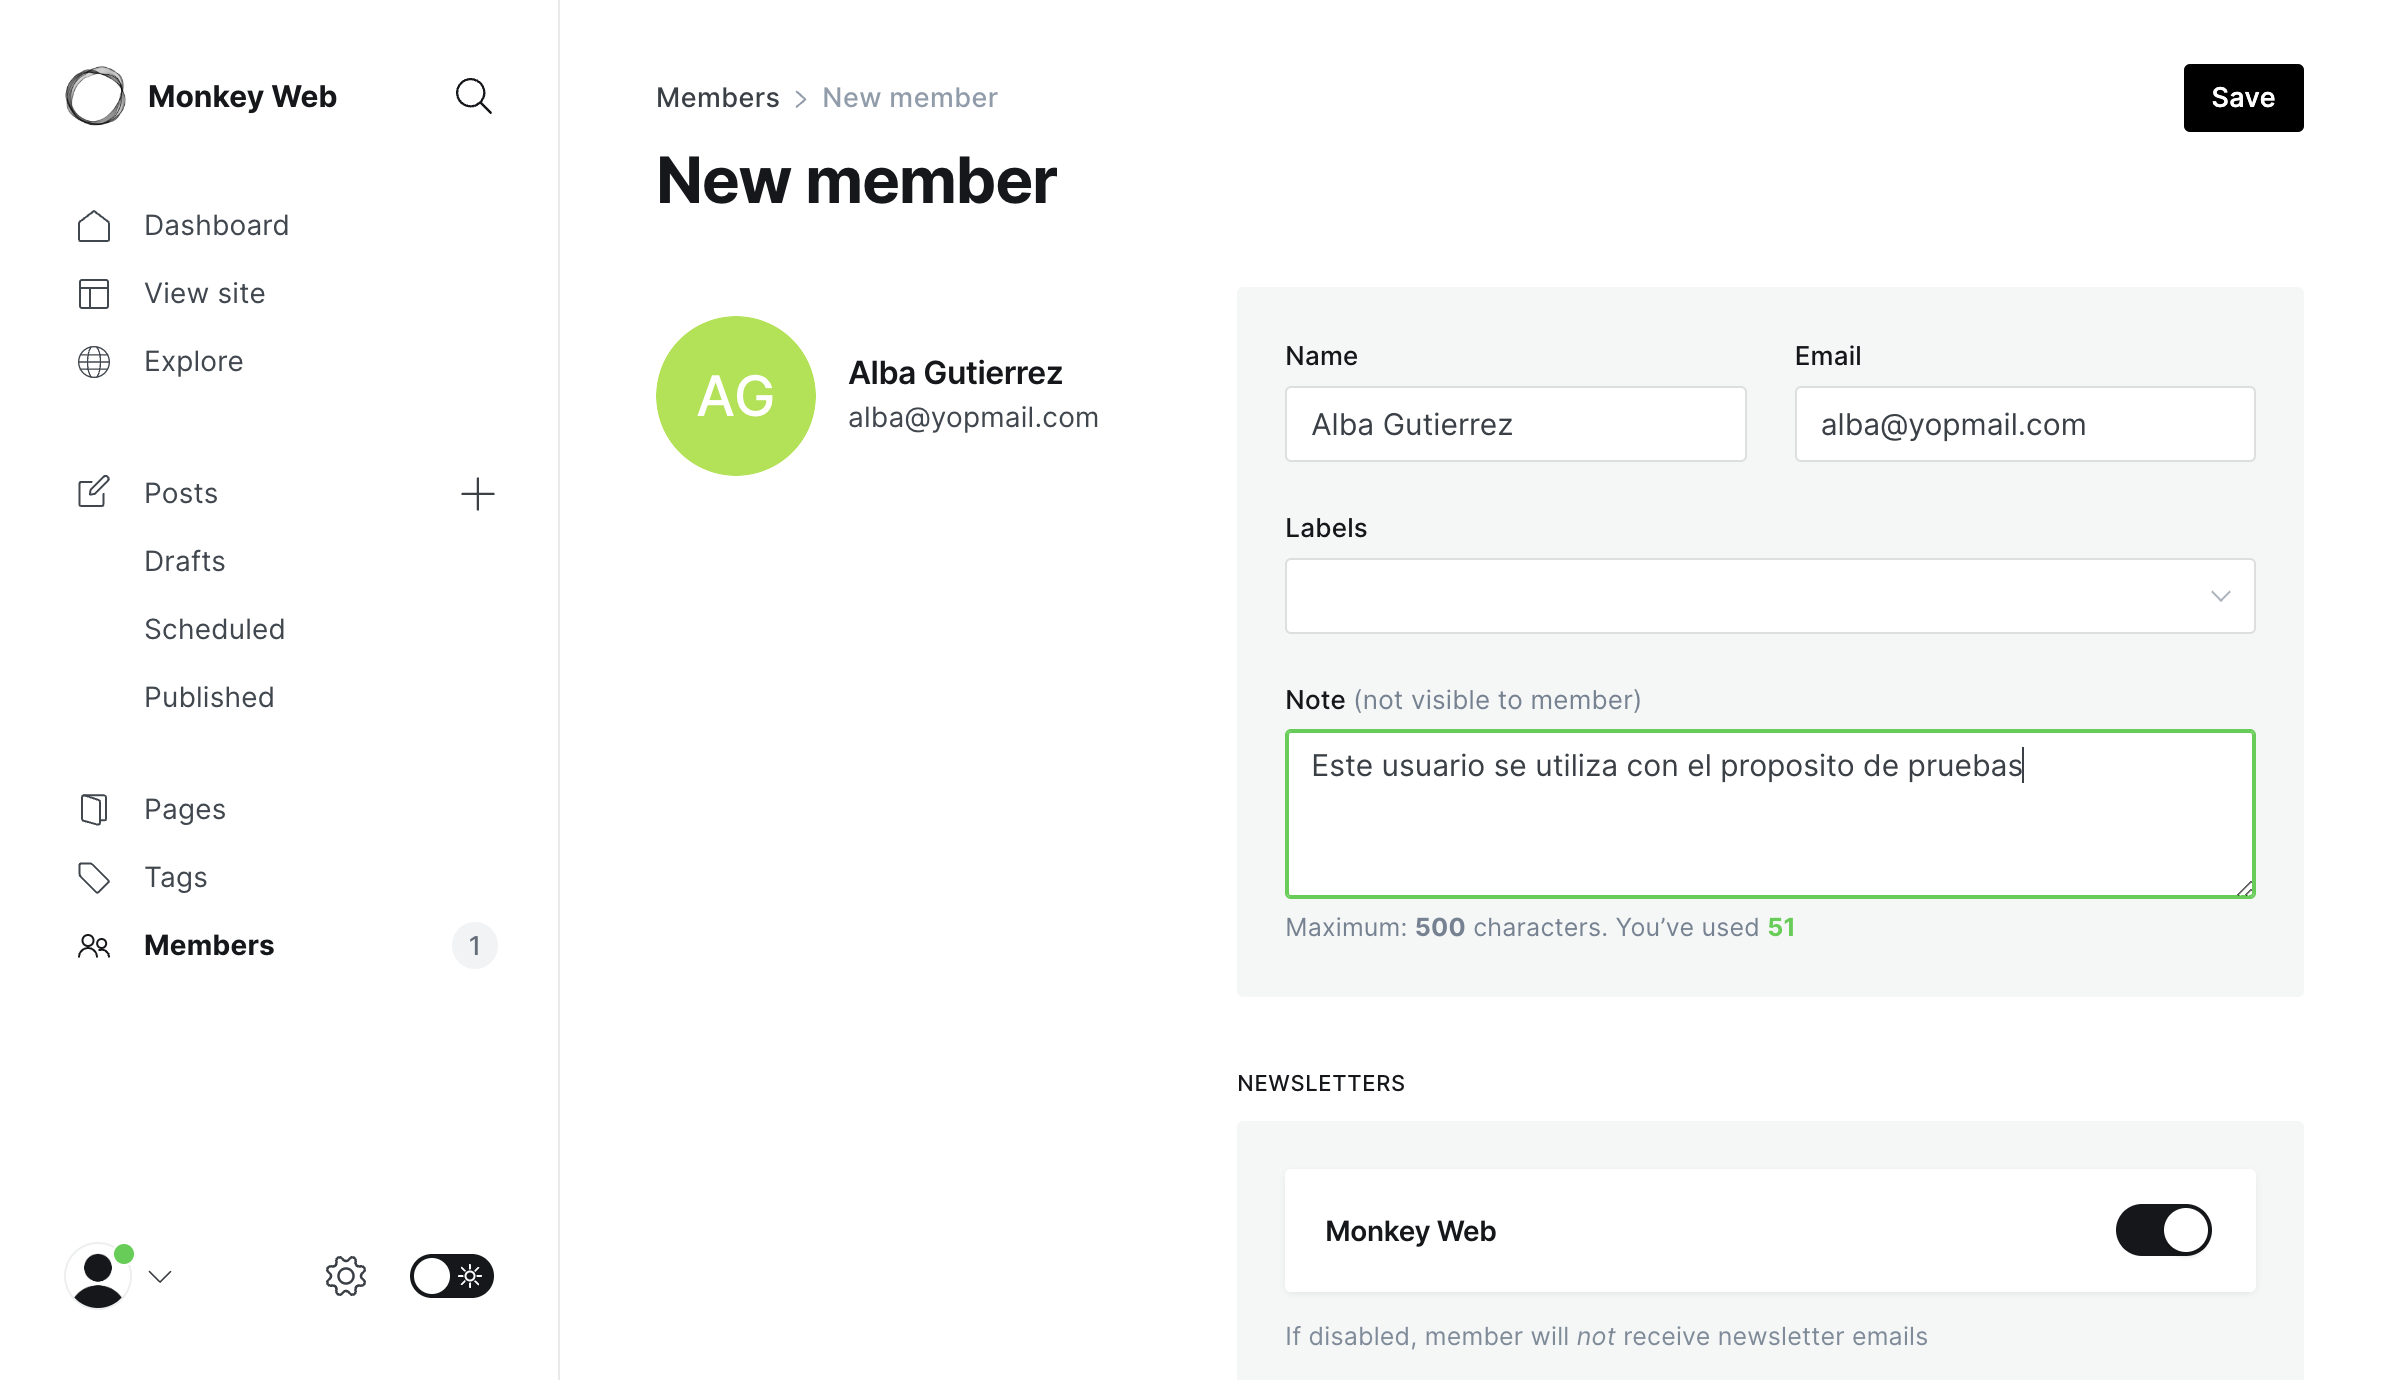 Monkey Web
Dashboard
View site
Explore
Posts
Drafts
Scheduled
Published
Pages
Tags
Members
1
Members > New member
Save
New member
AG
Alba Gutierrez
alba@yopmail.com
Name
Email
Alba Gutierrez
alba@yopmail.com
Labels
Note (not visible to member)
Este usuario se utiliza con el proposito de pruebas
Maximum: 500 characters. You’ve used 51
NEWSLETTERS
Monkey Web
If disabled, member will not receive newsletter emails